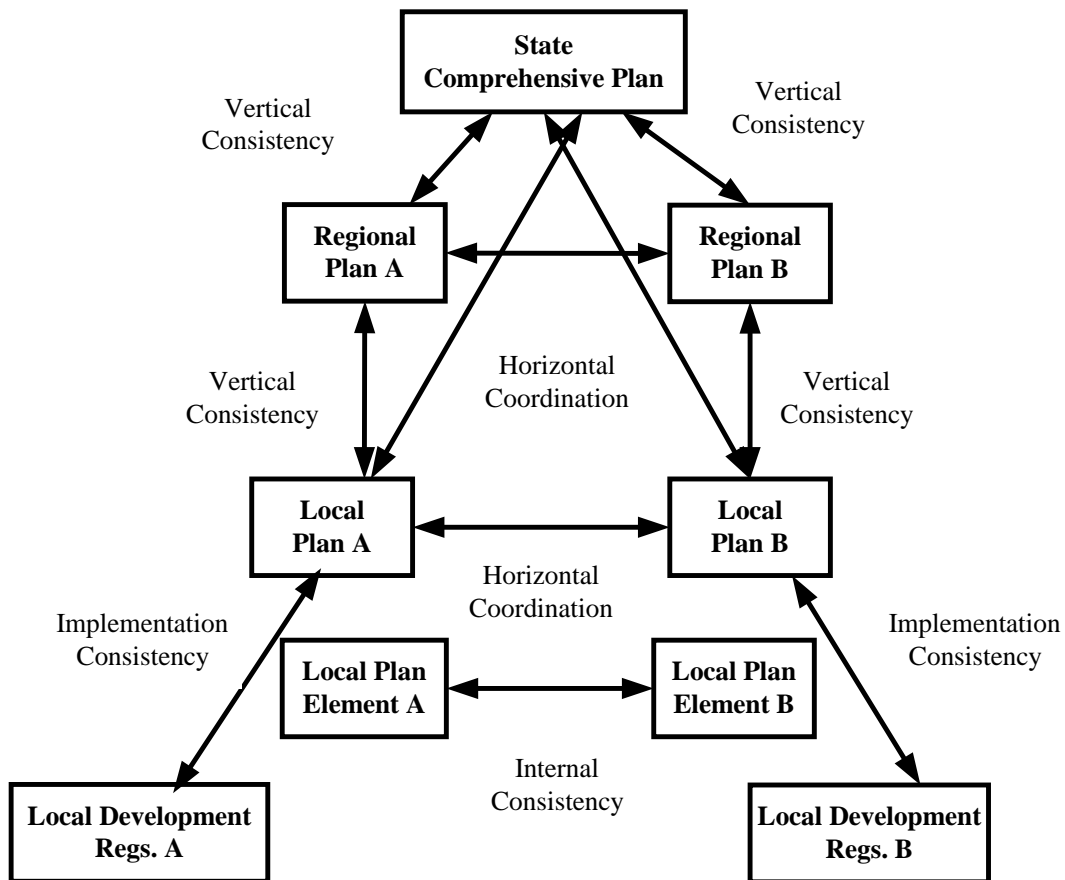 State
Comprehensive Plan
Vertical
Consistency
Vertical
Consistency
Regional
Plan A
Regional
Plan B
Vertical
Consistency
Horizontal
Coordination
Vertical
Consistency
Local
Plan A
Local
Plan B
Horizontal
Coordination
Implementation
Consistency
Implementation
Consistency
Local Plan
Element A
Local Plan
Element B
Internal
Consistency
Local Development
Regs. A
Local Development
Regs. B